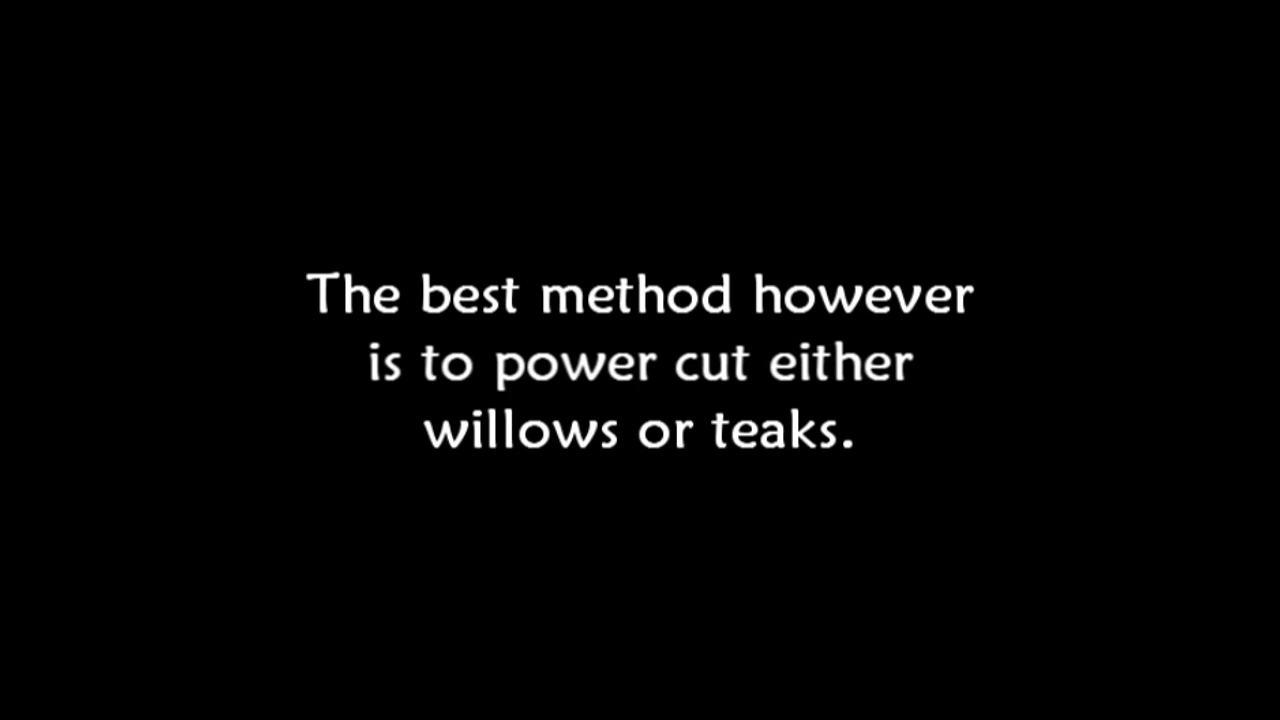 The best method however
is to power cut either
willows or teaks.